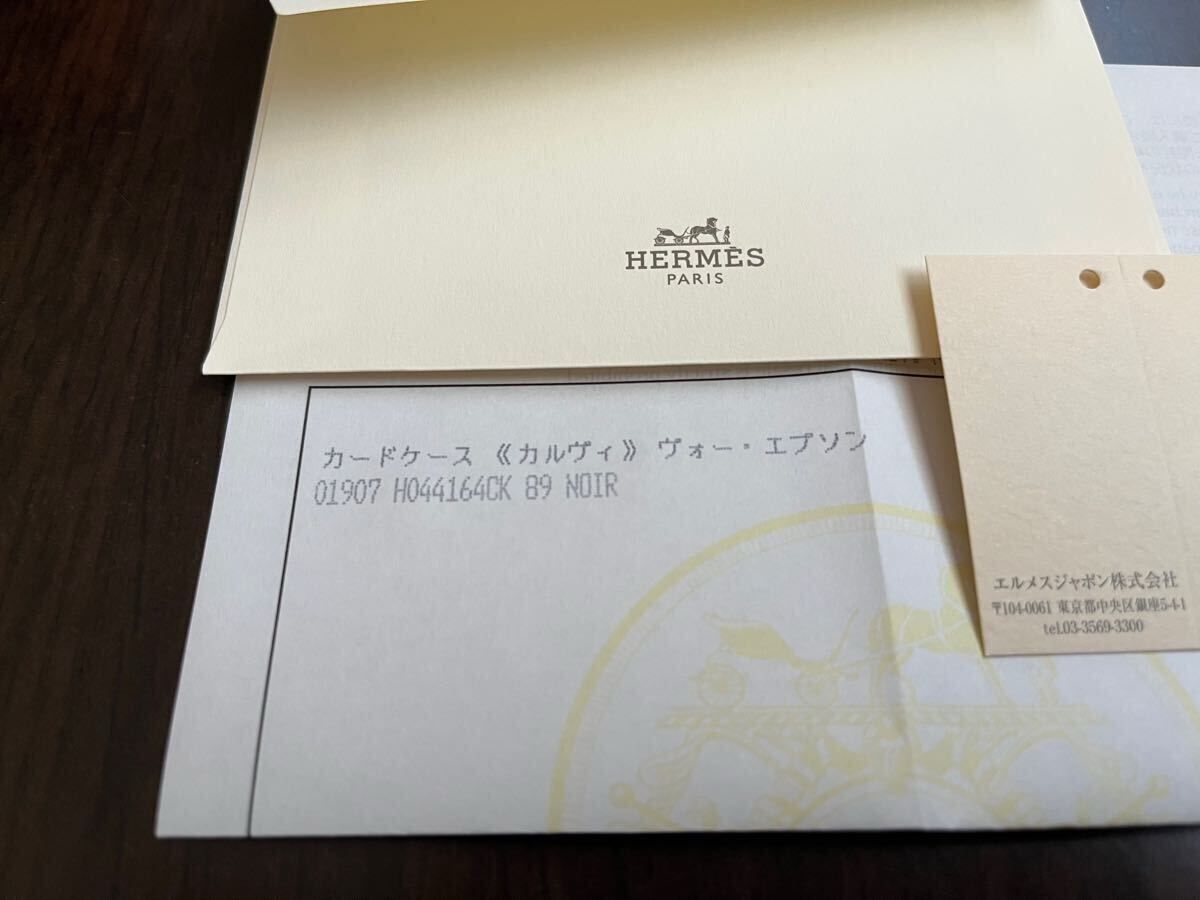 HERMÈS
PARIS
カードケース 《カルヴィ》 ヴォー・エプソン
01907 H044164CK 89 NOIR
エルメスジャポン株式会社
〒104-0061 東京都中央区銀座5-4-1
tel.03-3569-3300